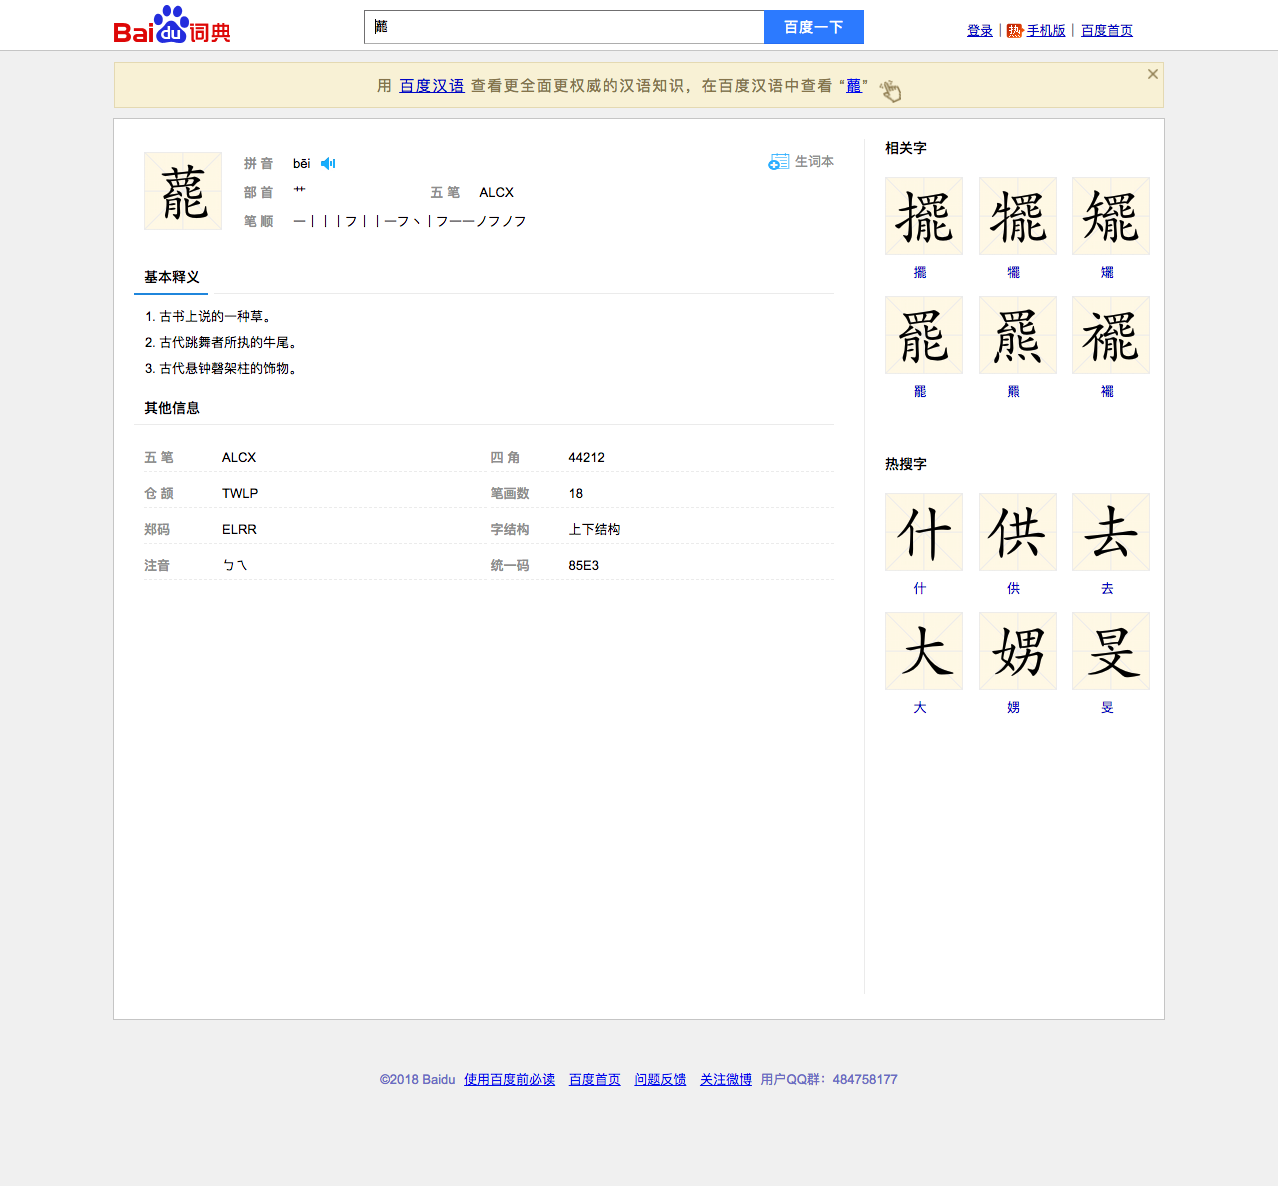 Bai du 词典
藣
百度一下
登录 | 热 手机版 | 百度首页
用 百度汉语 查看更全面更权威的汉语知识，在百度汉语中查看 “藣”
藣
拼 音 bēi
生词本
部 首 艹 五 笔 ALCX
笔 顺 一丨丨丨フ丨丨一フ丶丨フ一一ノフノフ
基本释义
1. 古书上说的一种草。
2. 古代跳舞者所执的牛尾。
3. 古代悬钟磬架柱的饰物。
其他信息
五 笔 ALCX 四 角 44212
仓 颉 TWLP 笔画数 18
郑码 ELRR 字结构 上下结构
注音 ㄅㄟ 统一码 85E3
相关字
擺 犤 矲
擺 犤 矲
罷 羆 襬
罷 羆 襬
热搜字
什 供 去
什 供 去
大 娚 旻
大 娚 旻
©2018 Baidu 使用百度前必读 百度首页 问题反馈 关注微博 用户QQ群：484758177